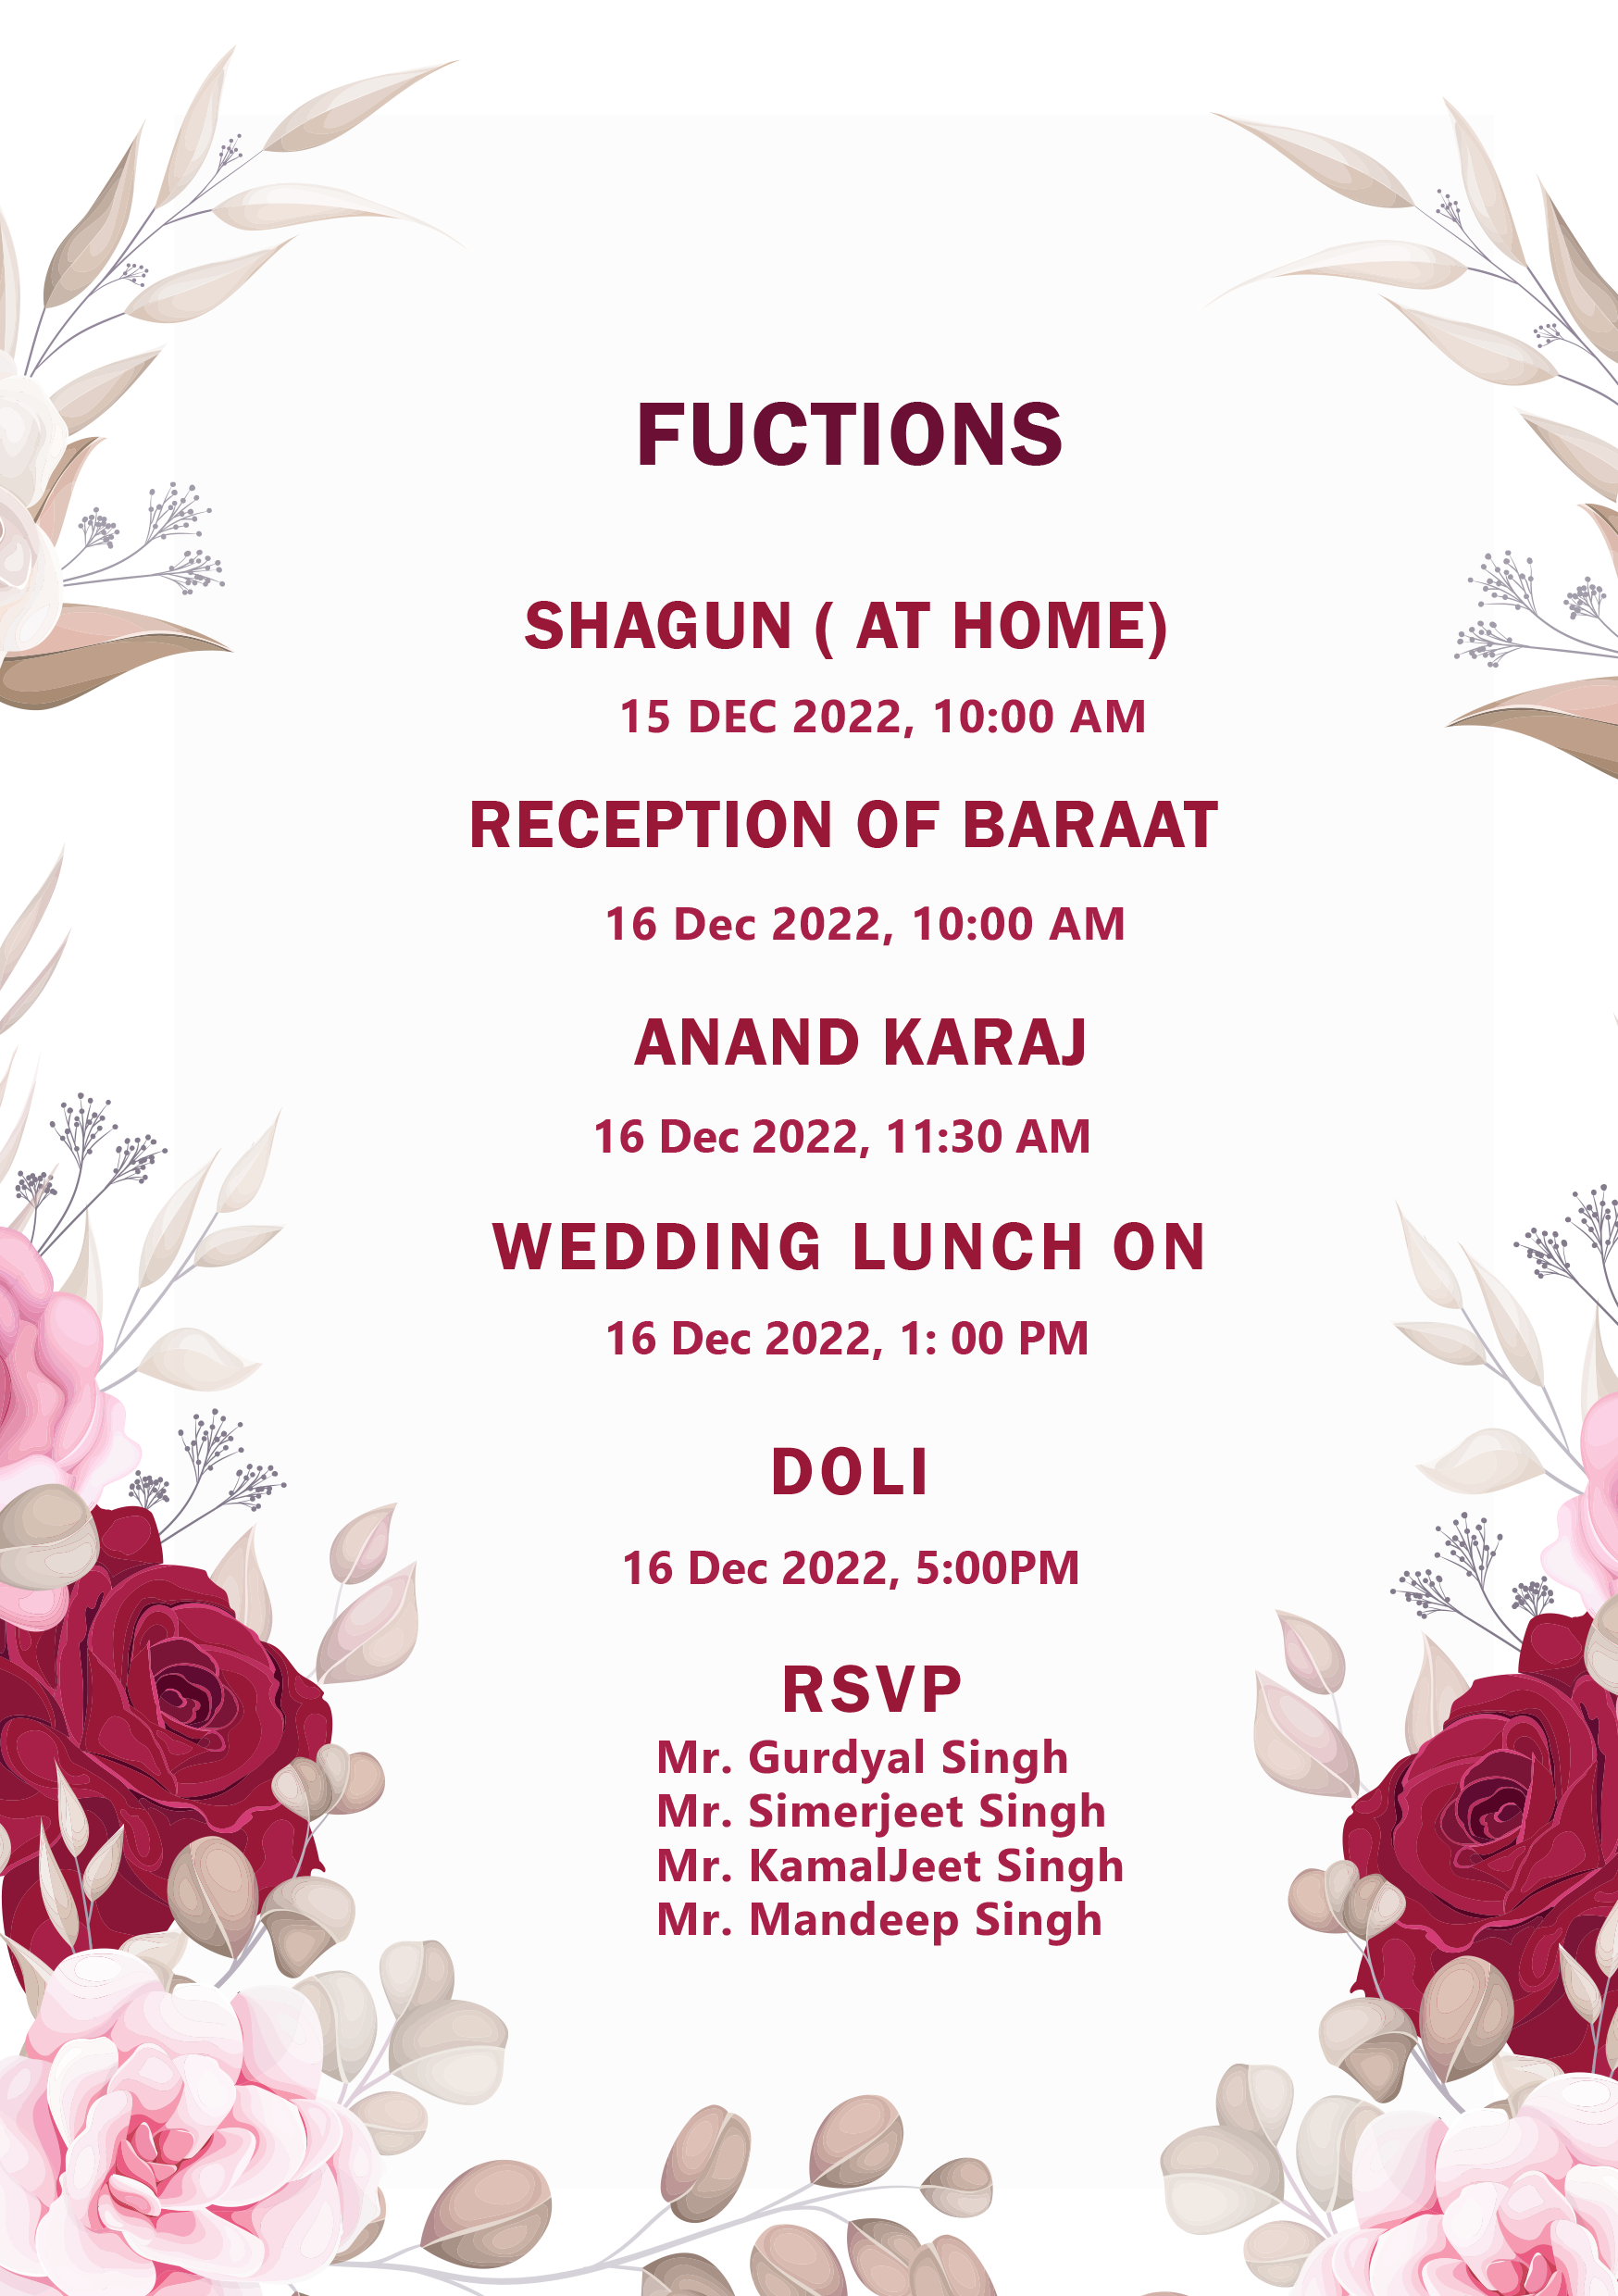 FUCTIONS
SHAGUN ( AT HOME)
15 DEC 2022, 10:00 AM
RECEPTION OF BARAAT
16 Dec 2022, 10:00 AM
ANAND KARAJ
16 Dec 2022, 11:30 AM
WEDDING LUNCH ON
16 Dec 2022, 1: 00 PM
DOLI
16 Dec 2022, 5:00PM
RSVP
Mr. Gurdyal Singh
Mr. Simerjeet Singh
Mr. KamalJeet Singh
Mr. Mandeep Singh